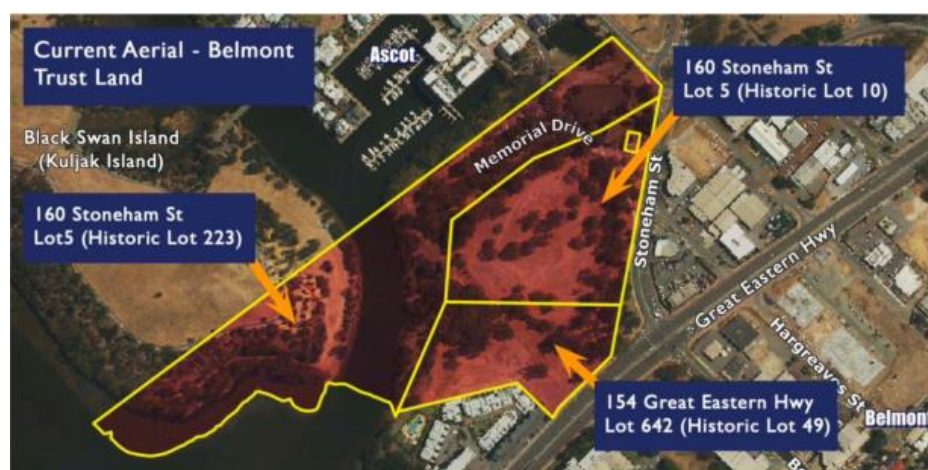 Current Aerial - Belmont
Trust Land
Ascot
160 Stoneham St
Lot 5 (Historic Lot 10)
Black Swan Island
(Kuljak Island)
Memorial Drive
160 Stoneham St
Lot5 (Historic Lot 223)
Stoneham St
Great Eastern Hwy
Hargreaves St
154 Great Eastern Hwy
Lot 642 (Historic Lot 49)
Belmont